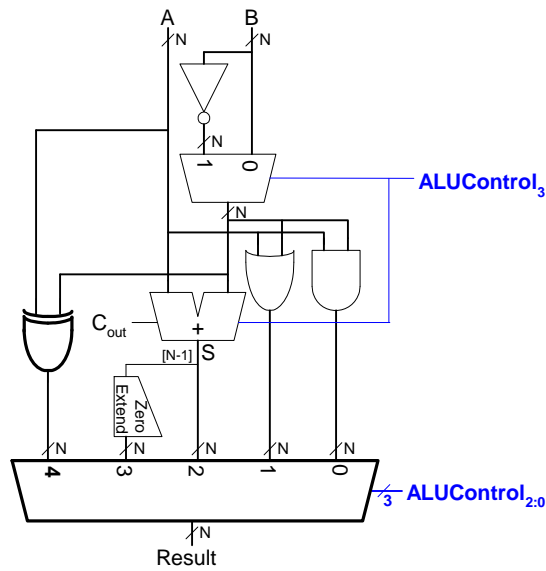 A B
N N
N
1 0
ALUControl3
N
Cout
+
[N-1] S
Zero
Extend
N N N N N
4 3 2 1 0
3 ALUControl2:0
N
Result